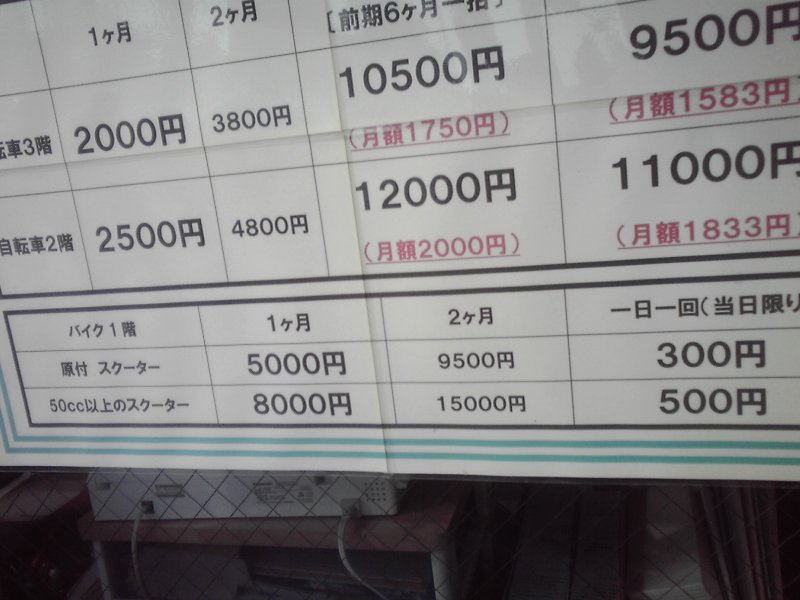 1ヶ月
2ヶ月
[前期6ヶ月一括]
転車3階
2000円
3800円
10500円
(月額1750円)
9500円
(月額1583円)
自転車2階
2500円
4800円
12000円
(月額2000円)
11000円
(月額1833円)
バイク1階
1ヶ月
2ヶ月
一日一回(当日限り
原付 スクーター
5000円
9500円
300円
50cc以上のスクーター
8000円
15000円
500円